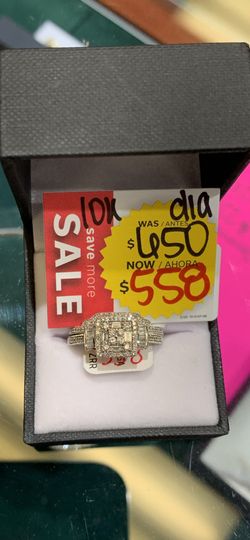 10K dia
save more
SALE
WAS / ANTES
$650
NOW / AHORA
$558